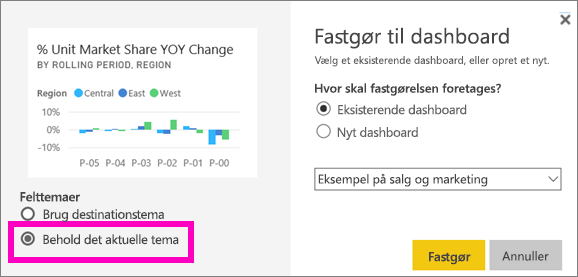 % Unit Market Share YOY Change
BY ROLLING PERIOD, REGION
Region Central East West
10%
0%
-10%
P-05 P-04 P-03 P-02 P-01 P-00
Felttemaer
Brug destinationstema
Behold det aktuelle tema
Fastgør til dashboard
Vælg et eksisterende dashboard, eller opret et nyt.
Hvor skal fastgørelsen foretages?
Eksisterende dashboard
Nyt dashboard
Eksempel på salg og marketing
Fastgør Annuller